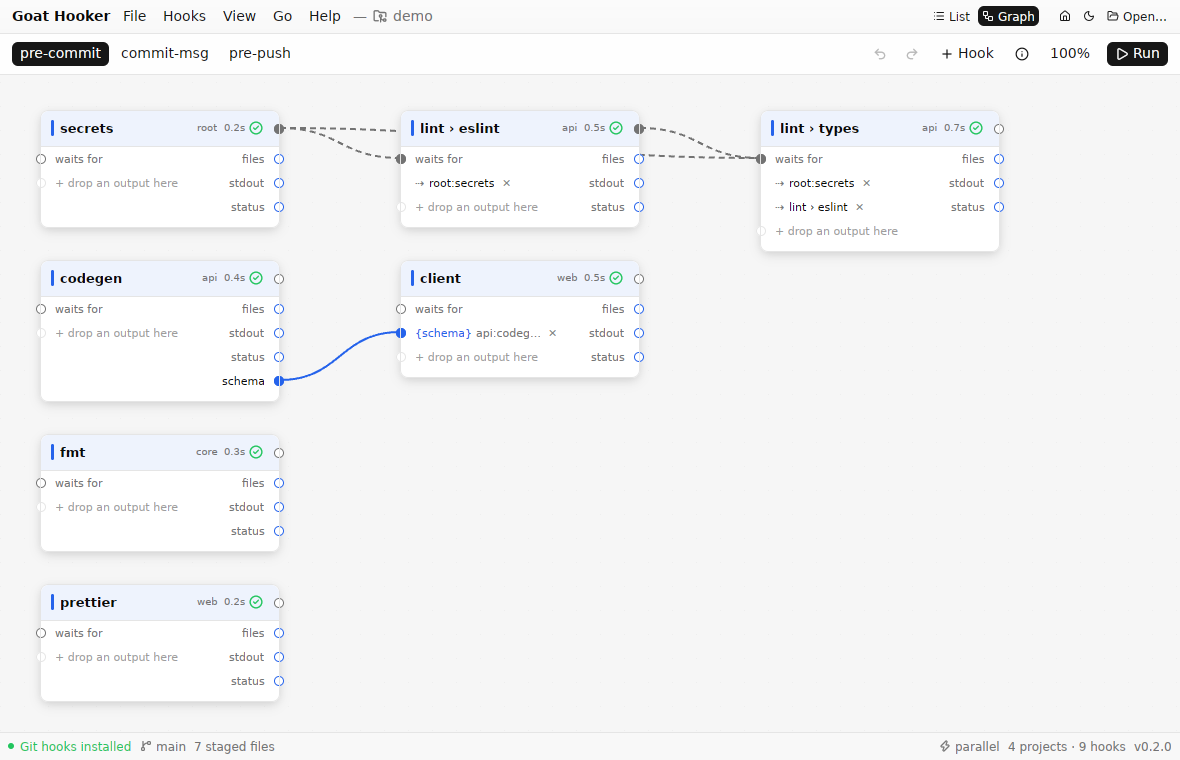 Goat Hooker File Hooks View Go Help — demo List Graph Open...
pre-commit commit-msg pre-push + Hook 100% Run
secrets root 0.2s
waits for files
+ drop an output here stdout
status
lint › eslint api 0.5s
waits for files
⇢ root:secrets × stdout
+ drop an output here status
lint › types api 0.7s
waits for files
⇢ root:secrets × stdout
⇢ lint › eslint × status
+ drop an output here
codegen api 0.4s
waits for files
+ drop an output here stdout
status
schema
client web 0.5s
waits for files
{schema} api:codeg... × stdout
+ drop an output here status
fmt core 0.3s
waits for files
+ drop an output here stdout
status
prettier web 0.2s
waits for files
+ drop an output here stdout
status
Git hooks installed main 7 staged files parallel 4 projects · 9 hooks v0.2.0